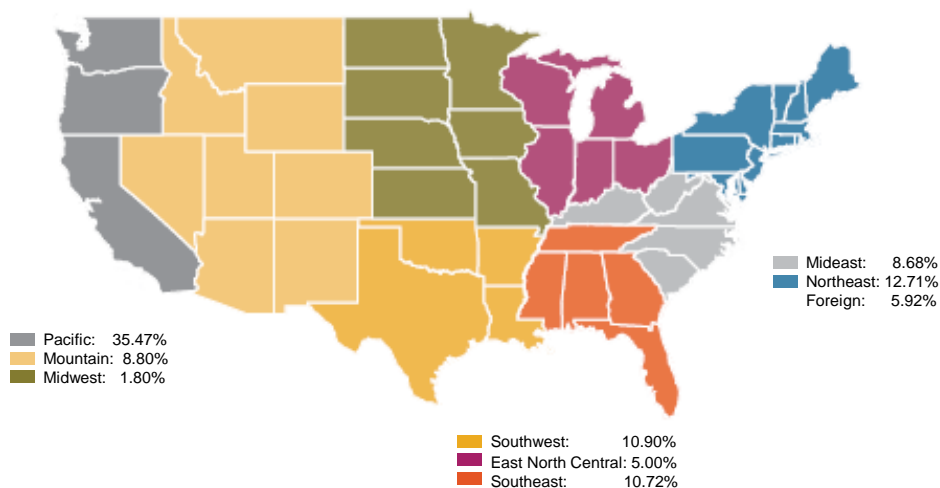 Mideast: 8.68%
Northeast: 12.71%
Foreign: 5.92%
Pacific: 35.47%
Mountain: 8.80%
Midwest: 1.80%
Southwest: 10.90%
East North Central: 5.00%
Southeast: 10.72%